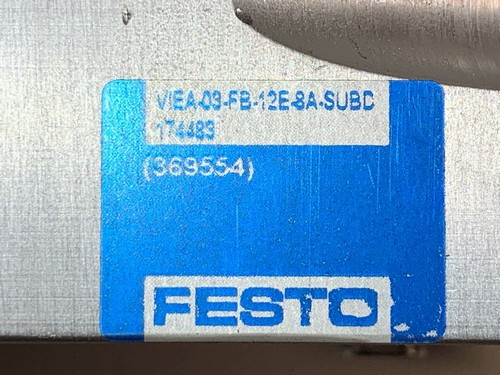 VIEA-03-FB-12E-8A-SUBD
174483
(369554)
FESTO